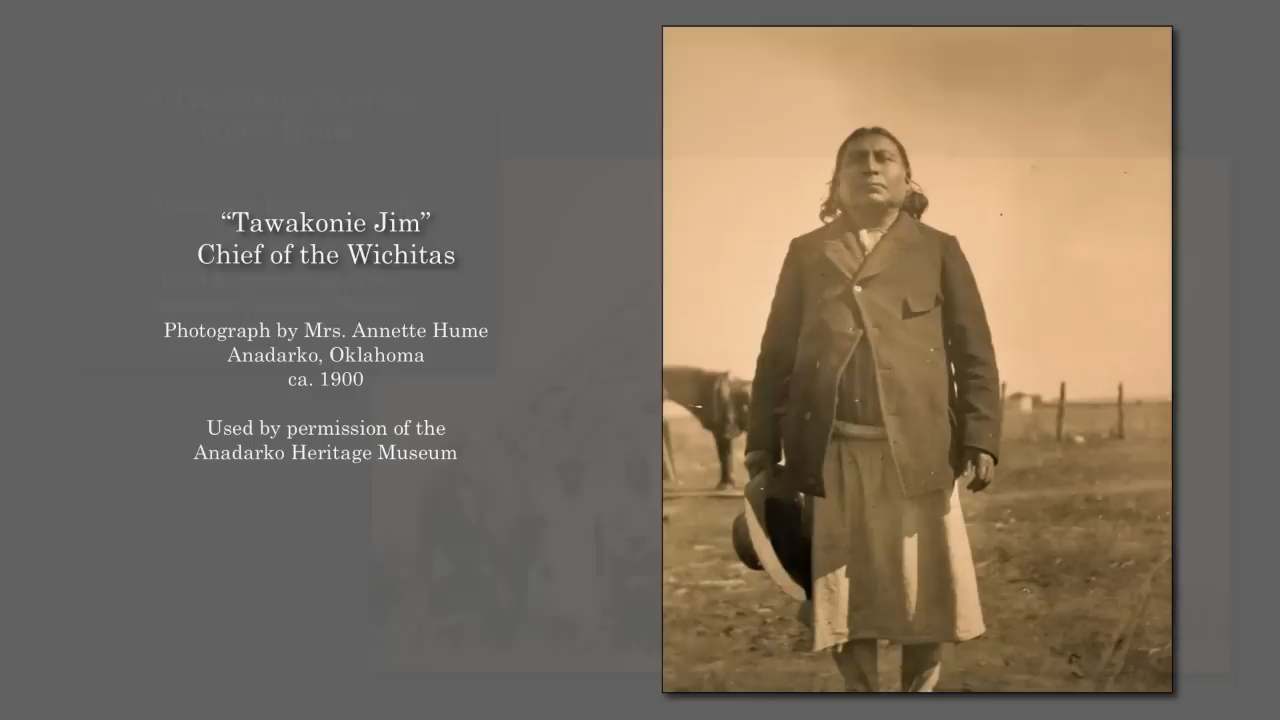 “Tawakonie Jim”
Chief of the Wichitas
Photograph by Mrs. Annette Hume
Anadarko, Oklahoma
ca. 1900
Used by permission of the
Anadarko Heritage Museum